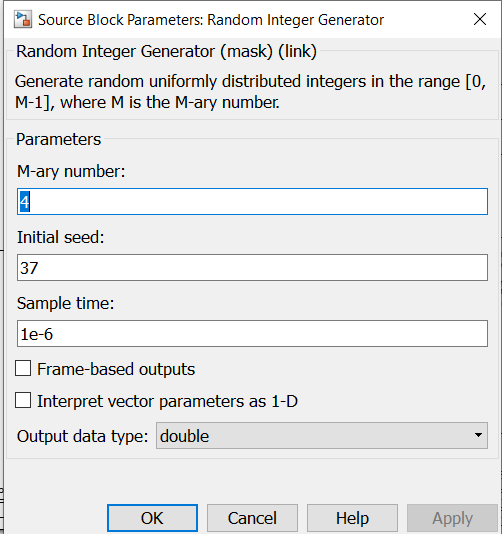 Source Block Parameters: Random Integer Generator
Random Integer Generator (mask) (link)
Generate random uniformly distributed integers in the range [0,
M-1], where M is the M-ary number.
Parameters
M-ary number:
4
Initial seed:
37
Sample time:
1e-6
Frame-based outputs
Interpret vector parameters as 1-D
Output data type: double
OK Cancel Help Apply